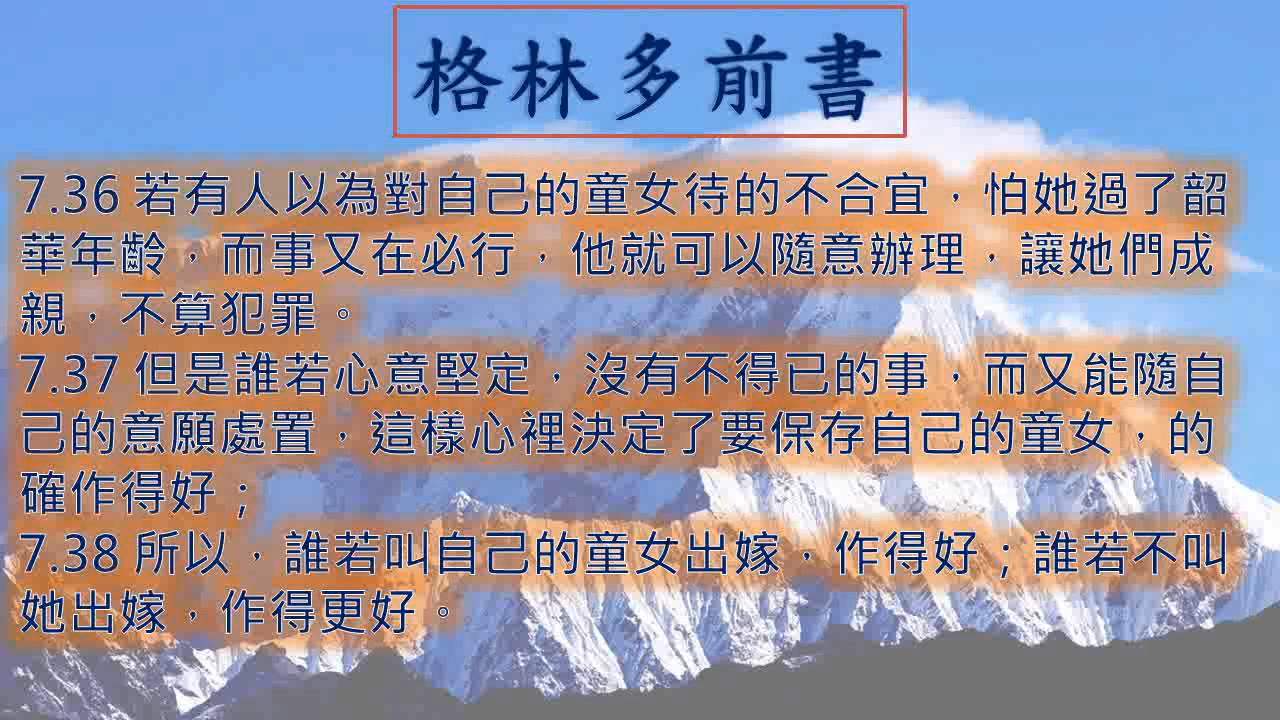 格林多前書
7.36 若有人以為對自己的童女待的不合宜，怕她過了韶
華年齡，而事又在必行，他就可以隨意辦理，讓她們成
親，不算犯罪。
7.37 但是誰若心意堅定，沒有不得已的事，而又能隨自
己的意願處置，這樣心裡決定了要保存自己的童女，的
確作得好；
7.38 所以，誰若叫自己的童女出嫁，作得好；誰若不叫
她出嫁，作得更好。